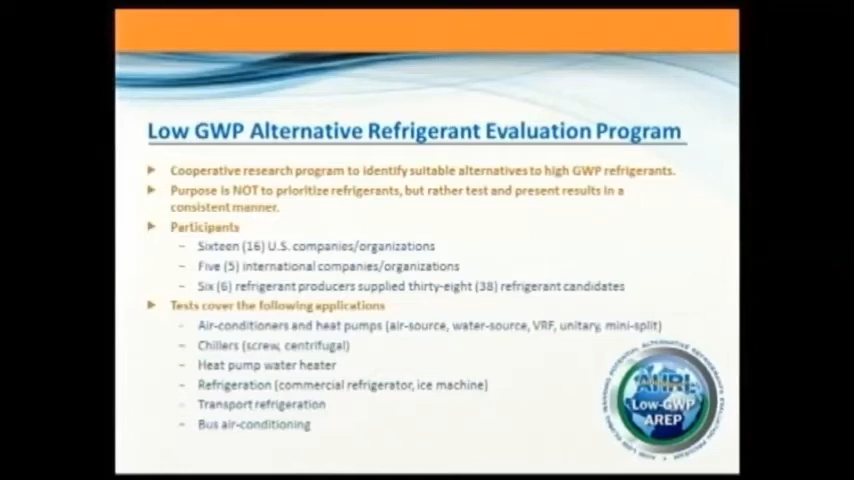 Low GWP Alternative Refrigerant Evaluation Program
Cooperative research program to identify suitable alternatives to high GWP refrigerants.
Purpose is NOT to prioritize refrigerants, but rather test and present results in a
consistent manner.
Participants
– Sixteen (16) U.S. companies/organizations
– Five (5) international companies/organizations
– Six (6) refrigerant producers supplied thirty-eight (38) refrigerant candidates
Tests cover the following applications
– Air-conditioners and heat pumps (air-source, water-source, VRF, unitary, mini-split)
– Chillers (screw, centrifugal)
– Heat pump water heater
– Refrigeration (commercial refrigerator, ice machine)
– Transport refrigeration
– Bus air-conditioning
AHRI
Low-GWP
AREP